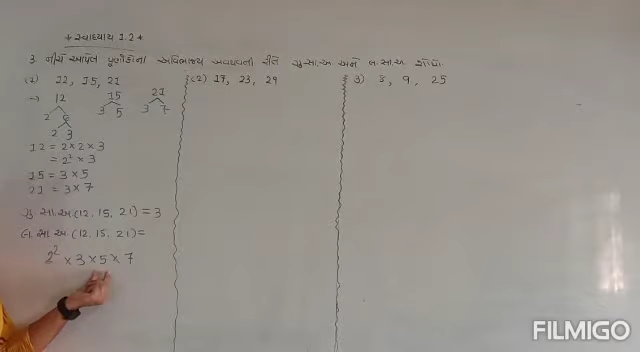 * સ્વાધ્યાય 1.2 *
3. નીચે આપેલ પૂર્ણાંકોના અવિભાજ્ય અવયવની રીતે ગુ.સા.અ અને લ.સા.અ શોધો.
(1) 12, 15, 21
→ 12
2 6
2 3
15
3 5
21
3 7
12 = 2 × 2 × 3
= 2² × 3
15 = 3 × 5
21 = 3 × 7
ગુ.સા.અ. (12, 15, 21) = 3
લ.સા.અ. (12, 15, 21) =
2² × 3 × 5 × 7
(2) 17, 23, 29
3) 8, 9, 25
FILMIGO